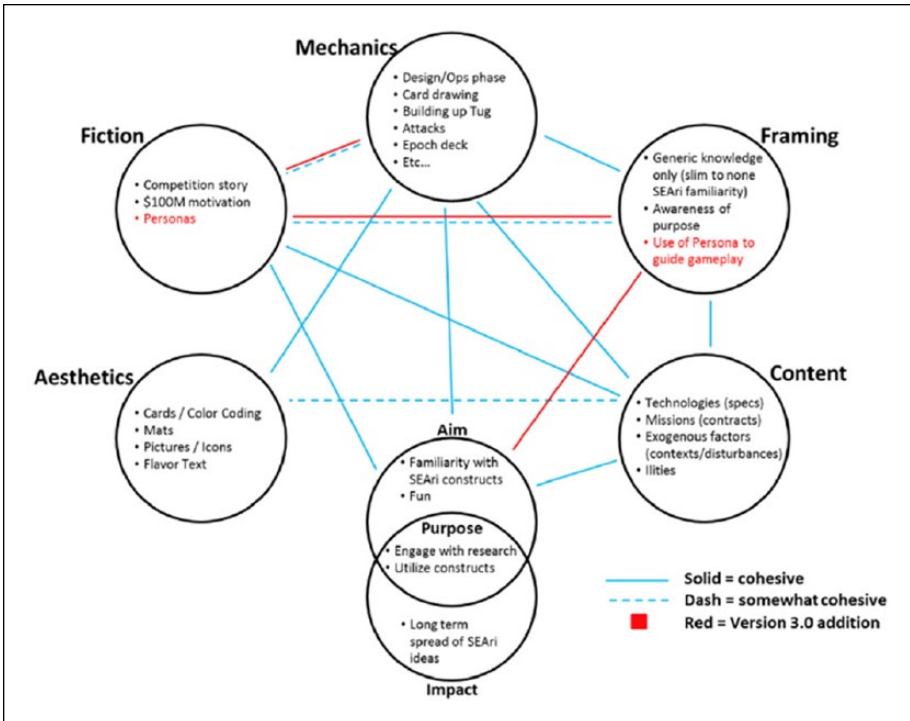 Mechanics
• Design/Ops phase
• Card drawing
• Building up Tug
• Attacks
• Epoch deck
• Etc...
Fiction
• Competition story
• $100M motivation
• Personas
Framing
• Generic knowledge
only (slim to none
SEAri familiarity)
• Awareness of
purpose
• Use of Persona to
guide gameplay
Aesthetics
• Cards / Color Coding
• Mats
• Pictures / Icons
• Flavor Text
Content
• Technologies (specs)
• Missions (contracts)
• Exogenous factors
(contexts/disturbances)
• Ilities
Aim
• Familiarity with
SEAri constructs
• Fun
Purpose
• Engage with research
• Utilize constructs
• Long term
spread of SEAri
ideas
Impact
Solid = cohesive
Dash = somewhat cohesive
Red = Version 3.0 addition